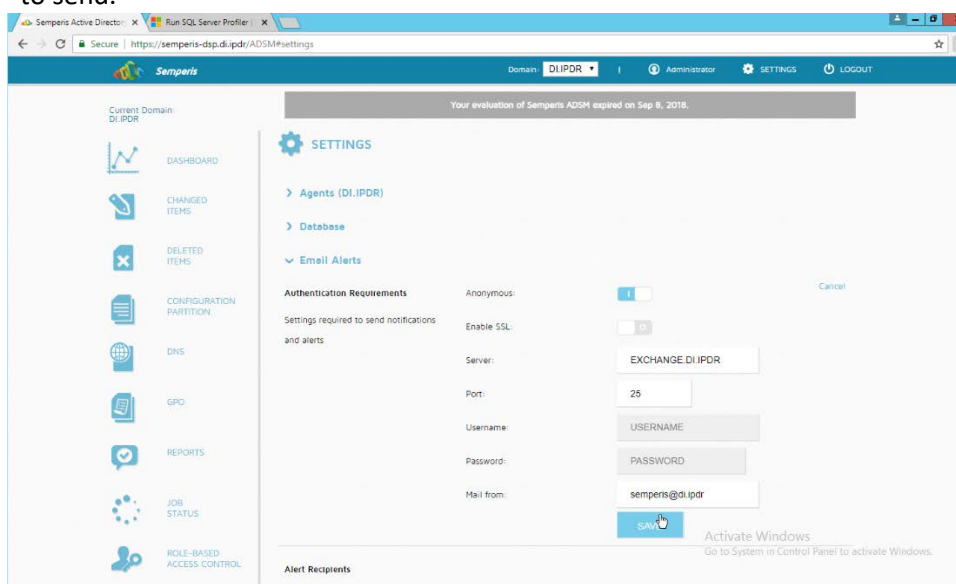 to send.
Semperis Active Director
Run SQL Server Profiler |
Secure | https://semperis-dsp.di.ipdr/ADSM#settings
Semperis
Domain: DI.IPDR
Administrator
SETTINGS
LOGOUT
Current Domain:
DI.IPDR
Your evaluation of Semperis ADSM expired on Sep 8, 2018.
SETTINGS
DASHBOARD
CHANGED
ITEMS
DELETED
ITEMS
CONFIGURATION
PARTITION
DNS
GPO
REPORTS
JOB
STATUS
ROLE-BASED
ACCESS CONTROL
Agents (DI.IPDR)
Database
Email Alerts
Authentication Requirements
Settings required to send notifications
and alerts
Anonymous:
Cancel
Enable SSL:
Server: EXCHANGE.DI.IPDR
Port: 25
Username: USERNAME
Password: PASSWORD
Mail from: semperis@di.ipdr
SAVE
Activate Windows
Go to System in Control Panel to activate Windows.
Alert Recipients